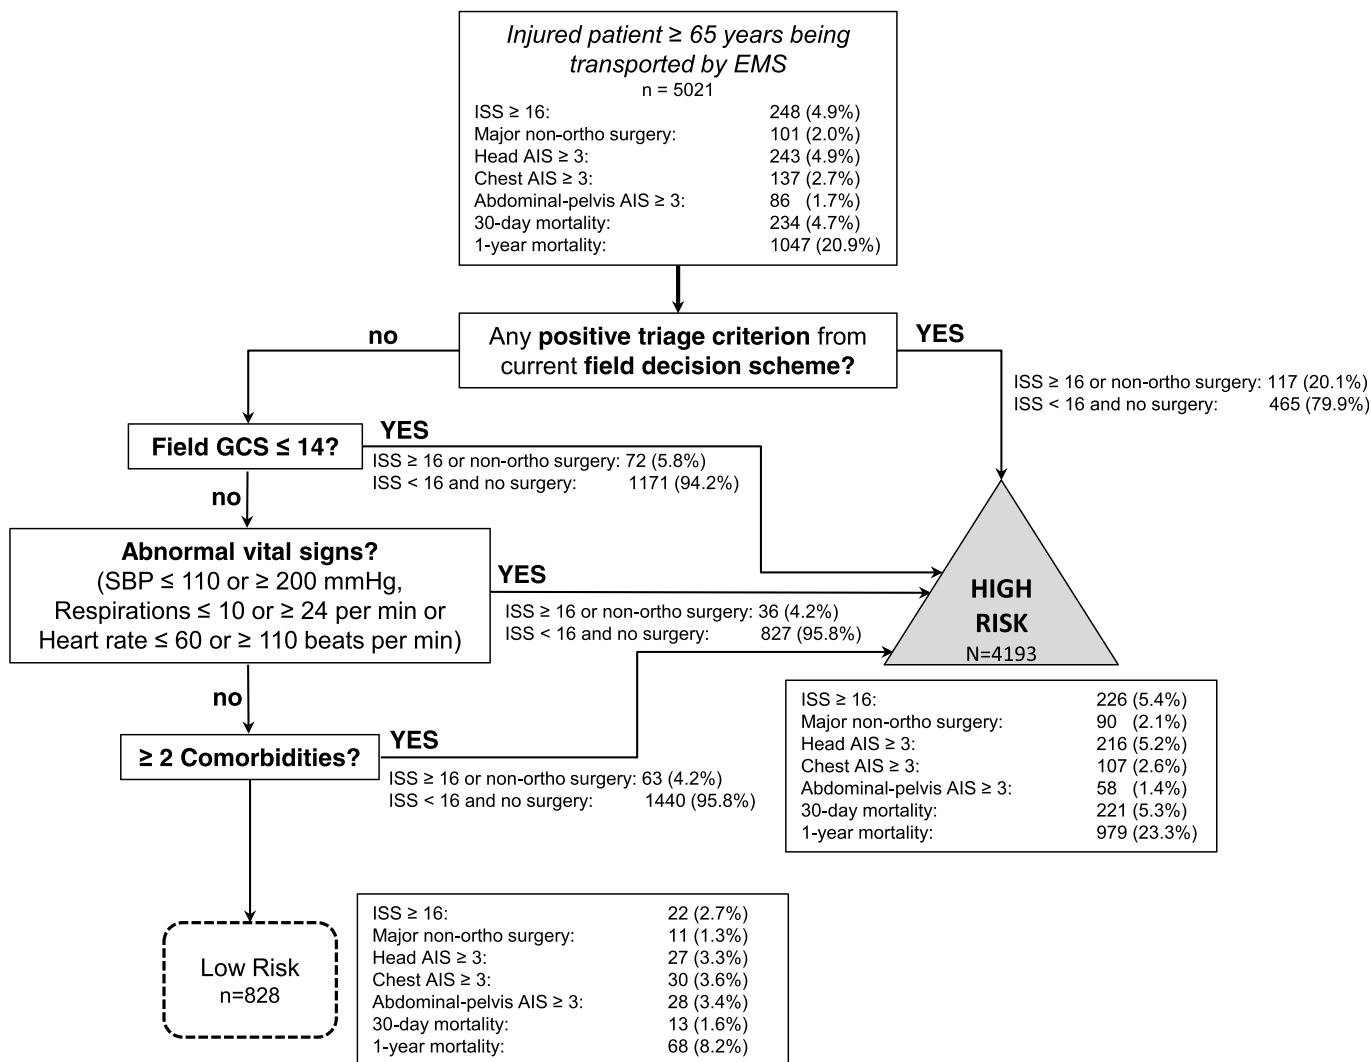 Injured patient ≥ 65 years being
transported by EMS
n = 5021
ISS ≥ 16: 248 (4.9%)
Major non-ortho surgery: 101 (2.0%)
Head AIS ≥ 3: 243 (4.9%)
Chest AIS ≥ 3: 137 (2.7%)
Abdominal-pelvis AIS ≥ 3: 86 (1.7%)
30-day mortality: 234 (4.7%)
1-year mortality: 1047 (20.9%)
no
Any positive triage criterion from
current field decision scheme?
YES
ISS ≥ 16 or non-ortho surgery: 117 (20.1%)
ISS < 16 and no surgery: 465 (79.9%)
Field GCS ≤ 14?
YES
ISS ≥ 16 or non-ortho surgery: 72 (5.8%)
ISS < 16 and no surgery: 1171 (94.2%)
no
Abnormal vital signs?
(SBP ≤ 110 or ≥ 200 mmHg,
Respirations ≤ 10 or ≥ 24 per min or
Heart rate ≤ 60 or ≥ 110 beats per min)
YES
ISS ≥ 16 or non-ortho surgery: 36 (4.2%)
ISS < 16 and no surgery: 827 (95.8%)
HIGH
RISK
N=4193
no
≥ 2 Comorbidities?
YES
ISS ≥ 16 or non-ortho surgery: 63 (4.2%)
ISS < 16 and no surgery: 1440 (95.8%)
ISS ≥ 16: 226 (5.4%)
Major non-ortho surgery: 90 (2.1%)
Head AIS ≥ 3: 216 (5.2%)
Chest AIS ≥ 3: 107 (2.6%)
Abdominal-pelvis AIS ≥ 3: 58 (1.4%)
30-day mortality: 221 (5.3%)
1-year mortality: 979 (23.3%)
Low Risk
n=828
ISS ≥ 16: 22 (2.7%)
Major non-ortho surgery: 11 (1.3%)
Head AIS ≥ 3: 27 (3.3%)
Chest AIS ≥ 3: 30 (3.6%)
Abdominal-pelvis AIS ≥ 3: 28 (3.4%)
30-day mortality: 13 (1.6%)
1-year mortality: 68 (8.2%)